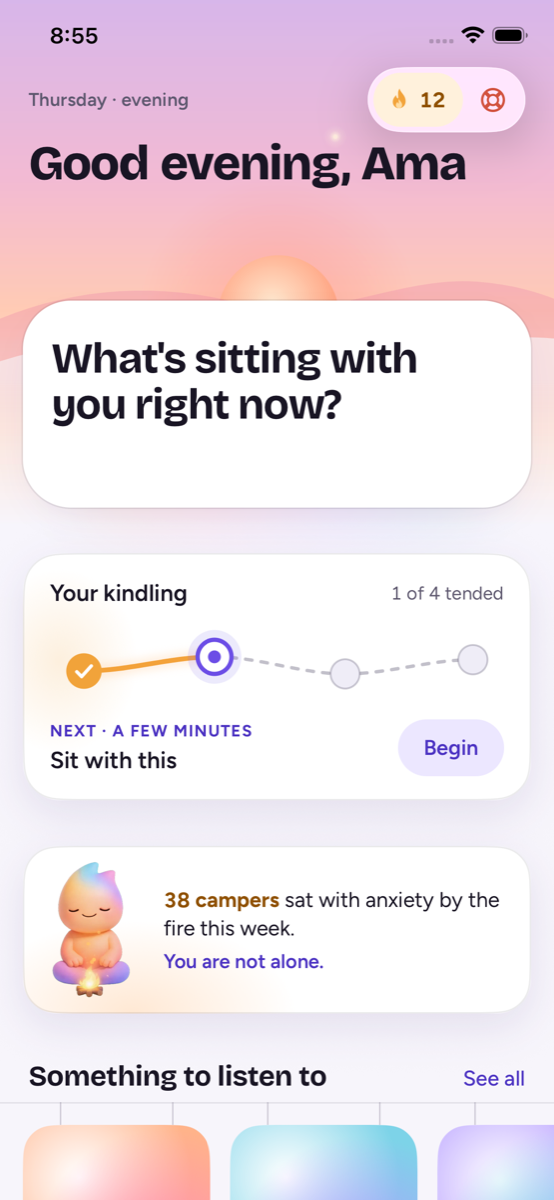 8:55
Thursday · evening
12
Good evening, Ama
What's sitting with
you right now?
Your kindling
1 of 4 tended
NEXT · A FEW MINUTES
Sit with this
Begin
38 campers sat with anxiety by the
fire this week.
You are not alone.
Something to listen to
See all